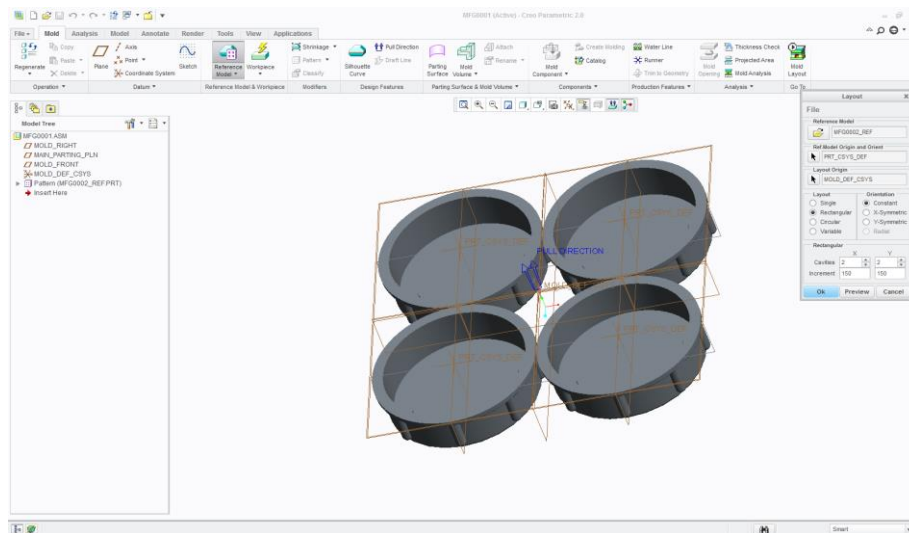 MFG0001 (Active) - Creo Parametric 2.0
File Mold Analysis Model Annotate Render Tools View Applications
Regenerate
Copy
Paste
Delete
Operation
Plane
Axis
Point
Coordinate System
Sketch
Datum
Reference Model
Workpiece
Reference Model & Workpiece
Shrinkage
Pattern
Classify
Modifiers
Silhouette Curve
Pull Direction
Draft Line
Design Features
Parting Surface
Mold Volume
Attach
Rename
Parting Surface & Mold Volume
Mold Component
Create Molding
Catalog
Components
Water Line
Runner
Trim to Geometry
Production Features
Mold Opening
Thickness Check
Projected Area
Mold Analysis
Analysis
Mold Layout
Go To
Model Tree
MFG0001.ASM
MOLD_RIGHT
MAIN_PARTING_PLN
MOLD_FRONT
MOLD_DEF_CSYS
Pattern (MFG0002_REF.PRT)
Insert Here
PULL DIRECTION
Layout
File
Reference Model
MFG0002_REF
Ref Model Origin and Orient
PRT_CSYS_DEF
Layout Origin
MOLD_DEF_CSYS
Layout Orientation
Single Constant
Rectangular X-Symmetric
Circular Y-Symmetric
Variable Radial
Rectangular
X Y
Cavities 2 2
Increment 150 150
Ok Preview Cancel
Smart